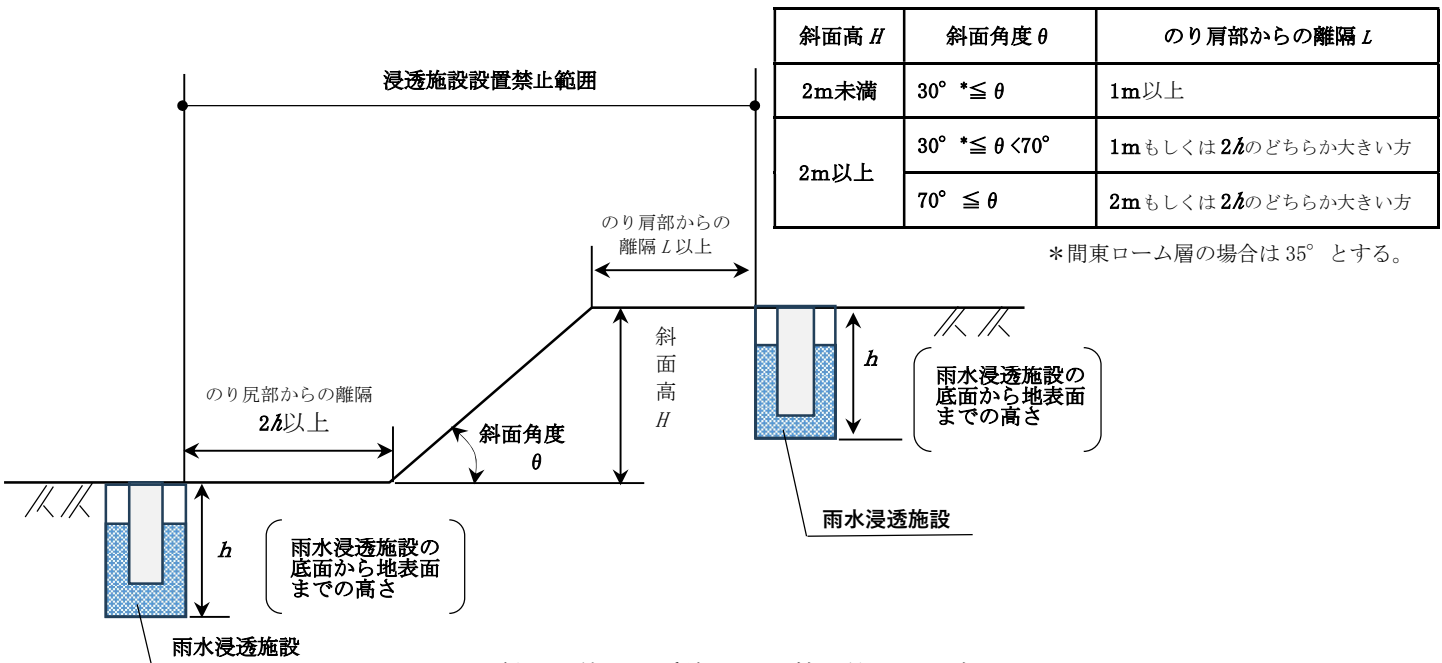 斜面高 H 斜面角度 θ のり肩部からの離隔 L
2m未満 30° *≦ θ 1m以上
2m以上 30° *≦ θ <70° 1mもしくは 2hのどちらか大きい方
70° ≦ θ 2mもしくは 2hのどちらか大きい方
*間東ローム層の場合は 35° とする。
浸透施設設置禁止範囲
のり肩部からの
離隔 L以上
斜面高 H
のり尻部からの離隔
2h以上
斜面角度
θ
h
雨水浸透施設の
底面から地表面
までの高さ
雨水浸透施設
h
雨水浸透施設の
底面から地表面
までの高さ
雨水浸透施設